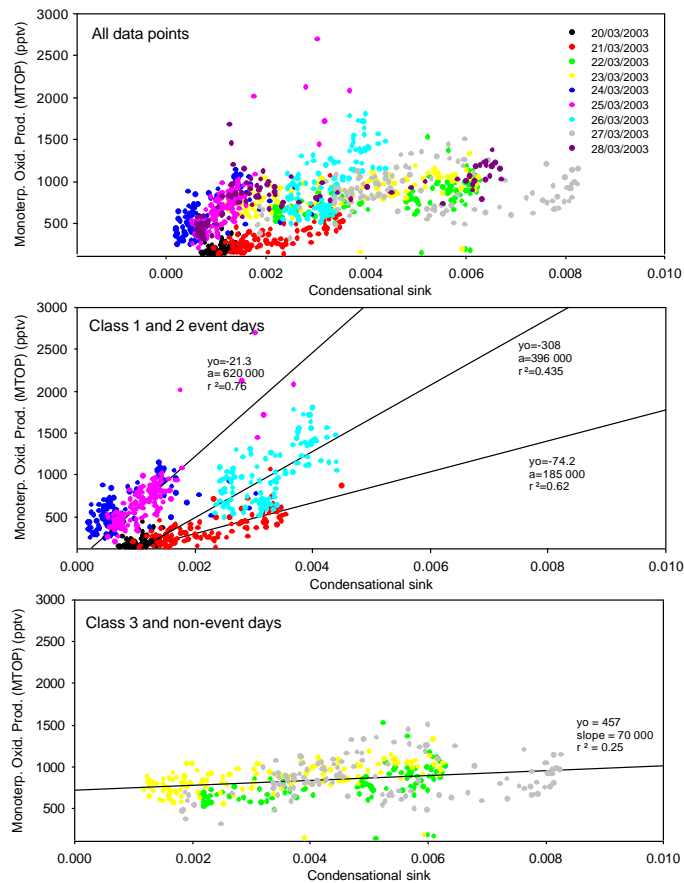 3000
All data points
20/03/2003
21/03/2003
22/03/2003
23/03/2003
24/03/2003
25/03/2003
26/03/2003
27/03/2003
28/03/2003
2500
2000
1500
1000
500
Monoterp. Oxid. Prod. (MTOP) (pptv)
0.000 0.002 0.004 0.006 0.008 0.010
Condensational sink
3000
Class 1 and 2 event days
yo=-21.3
a= 620 000
r ²=0.76
yo=-308
a=396 000
r ²=0.435
yo=-74.2
a=185 000
r²=0.62
2500
2000
1500
1000
500
Monoterp. Oxid. Prod. (MTOP) (pptv)
0.000 0.002 0.004 0.006 0.008 0.010
Condensational sink
3000
Class 3 and non-event days
2500
2000
1500
1000
500
Monoterp. Oxid. Prod. (MTOP) (pptv)
yo = 457
slope = 70 000
r ² = 0.25
0.000 0.002 0.004 0.006 0.008 0.010
Condensational sink